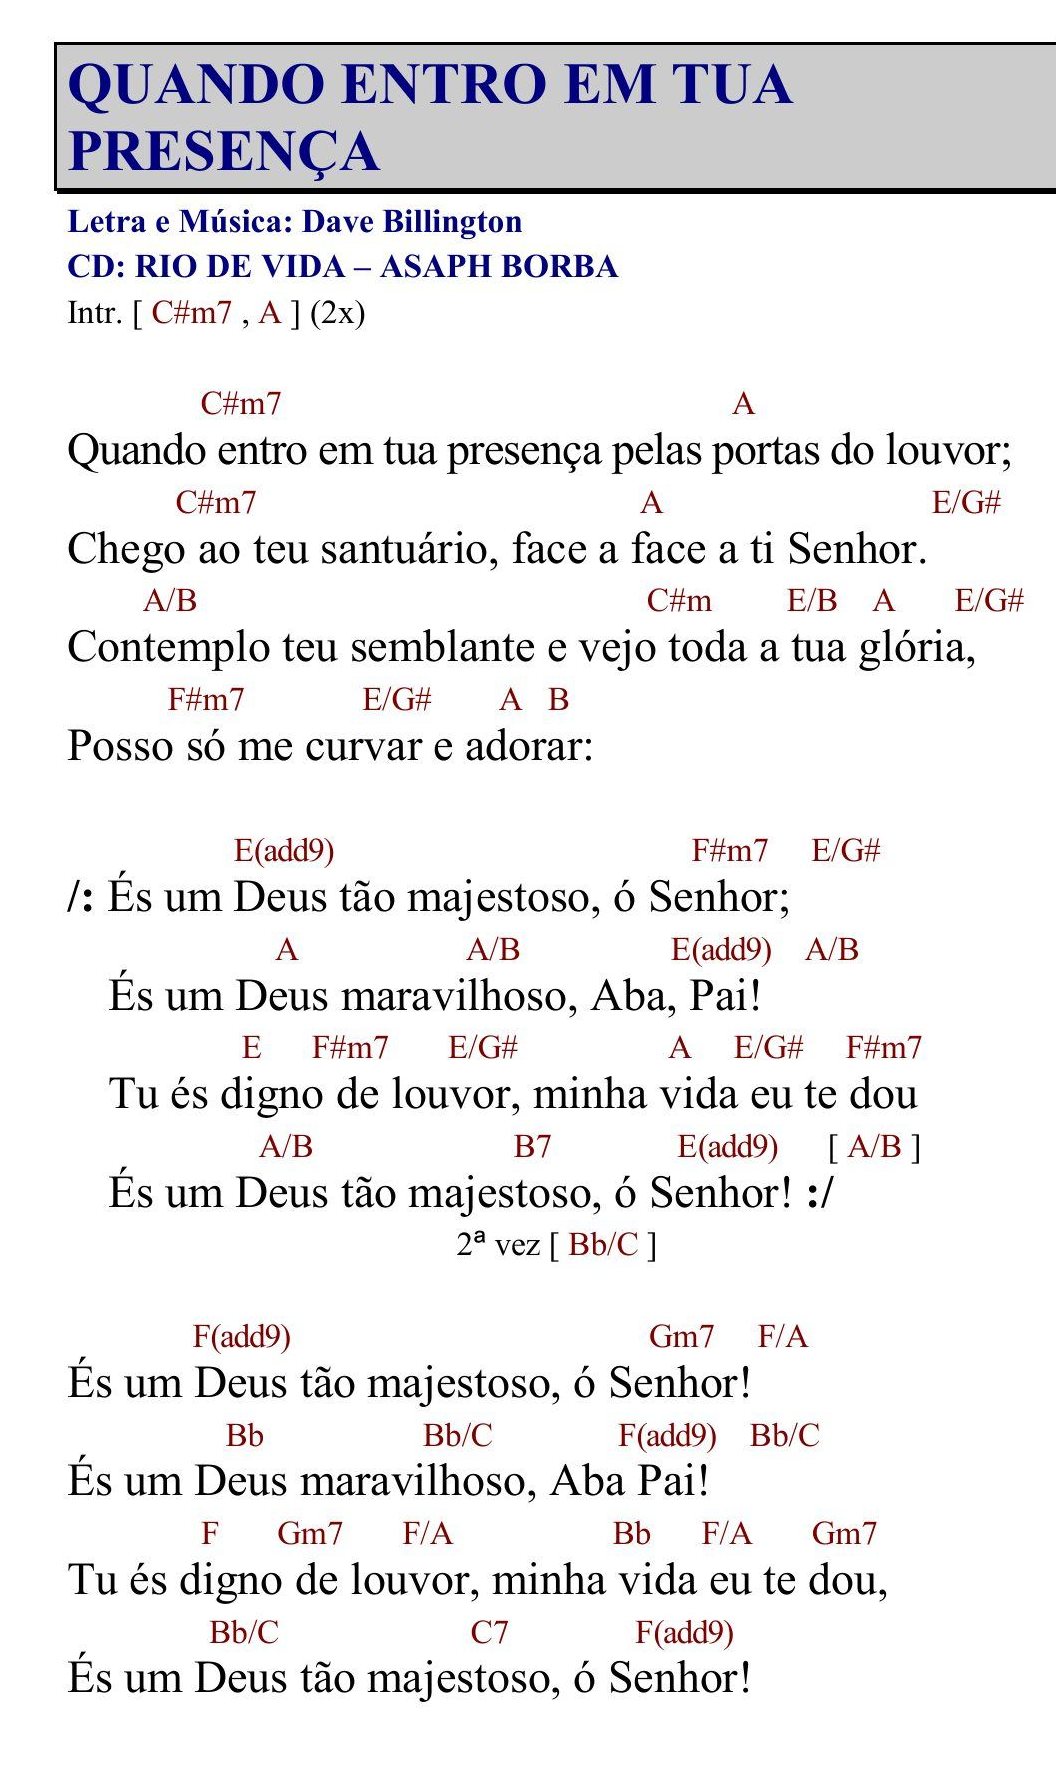 QUANDO ENTRO EM TUA
PRESENÇA
Letra e Música: Dave Billington
CD: RIO DE VIDA – ASAPH BORBA
Intr. [ C#m7 , A ] (2x)
C#m7 A
Quando entro em tua presença pelas portas do louvor;
C#m7 A E/G#
Chego ao teu santuário, face a face a ti Senhor.
A/B C#m E/B A E/G#
Contemplo teu semblante e vejo toda a tua glória,
F#m7 E/G# A B
Posso só me curvar e adorar:
E(add9) F#m7 E/G#
/: És um Deus tão majestoso, ó Senhor;
A A/B E(add9) A/B
És um Deus maravilhoso, Aba, Pai!
E F#m7 E/G# A E/G# F#m7
Tu és digno de louvor, minha vida eu te dou
A/B B7 E(add9) [ A/B ]
És um Deus tão majestoso, ó Senhor! :/
2ª vez [ Bb/C ]
F(add9) Gm7 F/A
És um Deus tão majestoso, ó Senhor!
Bb Bb/C F(add9) Bb/C
És um Deus maravilhoso, Aba Pai!
F Gm7 F/A Bb F/A Gm7
Tu és digno de louvor, minha vida eu te dou,
Bb/C C7 F(add9)
És um Deus tão majestoso, ó Senhor!